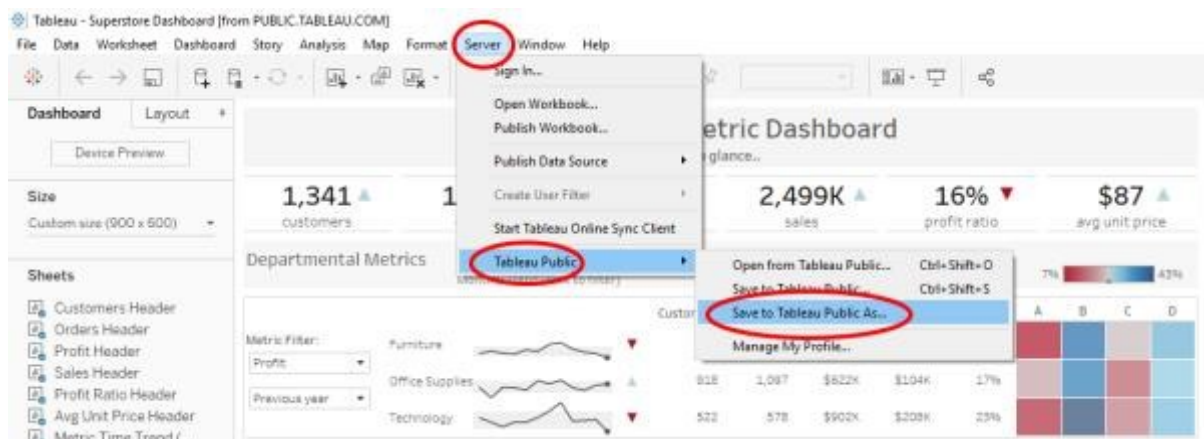 Tableau - Superstore Dashboard [from PUBLIC.TABLEAU.COM]
File Data Worksheet Dashboard Story Analysis Map Format Server Window Help
Sign In...
Open Workbook...
Publish Workbook...
Publish Data Source
Create User Filter
Start Tableau Online Sync Client
Tableau Public
Open from Tableau Public... Ctrl+Shift+O
Save to Tableau Public... Ctrl+Shift+S
Save to Tableau Public As...
Manage My Profile...
Dashboard Layout
Device Preview
Size
Custom size (900 x 600)
Sheets
Customers Header
Orders Header
Profit Header
Sales Header
Profit Ratio Header
Avg Unit Price Header
etric Dashboard
glance...
1,341
customers
1
2,499K
sales
16%
profit ratio
$87
avg unit price
Departmental Metrics
7% 43%
Custor
A B C D
Metric Filter:
Profit
Previous year
Furniture
Office Supplies 818 1,087 $622K $104K 17%
Technology 522 578 $902K $208K 23%